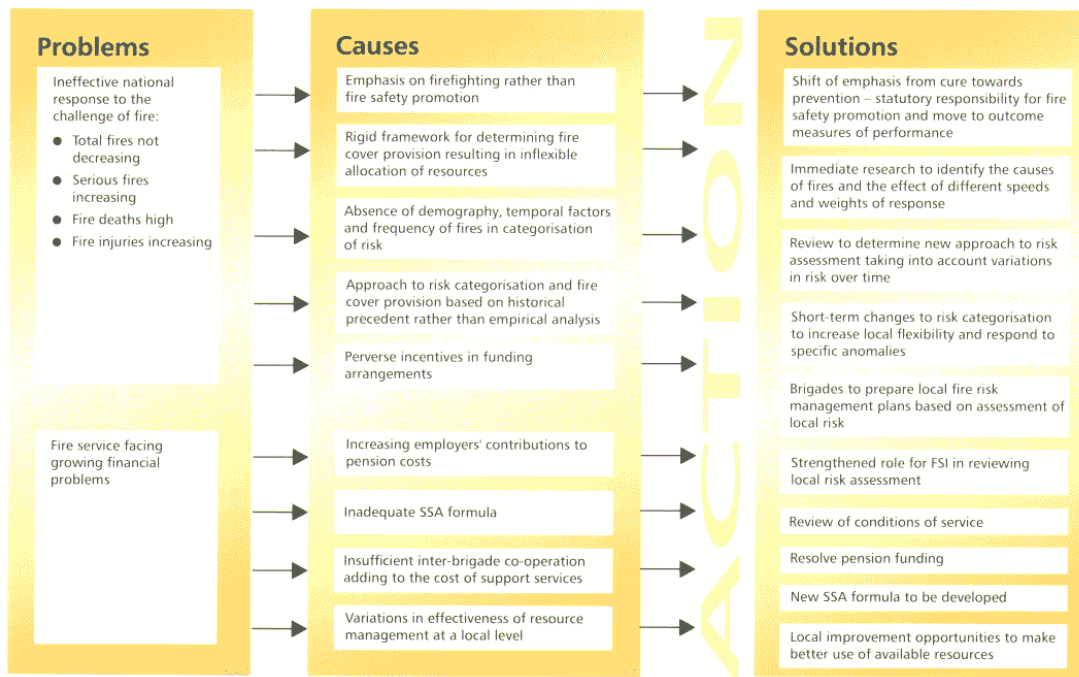 Problems
Ineffective national
response to the
challenge of fire:
● Total fires not
decreasing
● Serious fires
increasing
● Fire deaths high
● Fire injuries increasing
Fire service facing
growing financial
problems
Causes
Emphasis on firefighting rather than
fire safety promotion
Rigid framework for determining fire
cover provision resulting in inflexible
allocation of resources
Absence of demography, temporal factors
and frequency of fires in categorisation
of risk
Approach to risk categorisation and fire
cover provision based on historical
precedent rather than empirical analysis
Perverse incentives in funding
arrangements
Increasing employers' contributions to
pension costs
Inadequate SSA formula
Insufficient inter-brigade co-operation
adding to the cost of support services
Variations in effectiveness of resource
management at a local level
ACTION
Solutions
Shift of emphasis from cure towards
prevention – statutory responsibility for fire
safety promotion and move to outcome
measures of performance
Immediate research to identify the causes
of fires and the effect of different speeds
and weights of response
Review to determine new approach to risk
assessment taking into account variations
in risk over time
Short-term changes to risk categorisation
to increase local flexibility and respond to
specific anomalies
Brigades to prepare local fire risk
management plans based on assessment of
local risk
Strengthened role for FSI in reviewing
local risk assessment
Review of conditions of service
Resolve pension funding
New SSA formula to be developed
Local improvement opportunities to make
better use of available resources